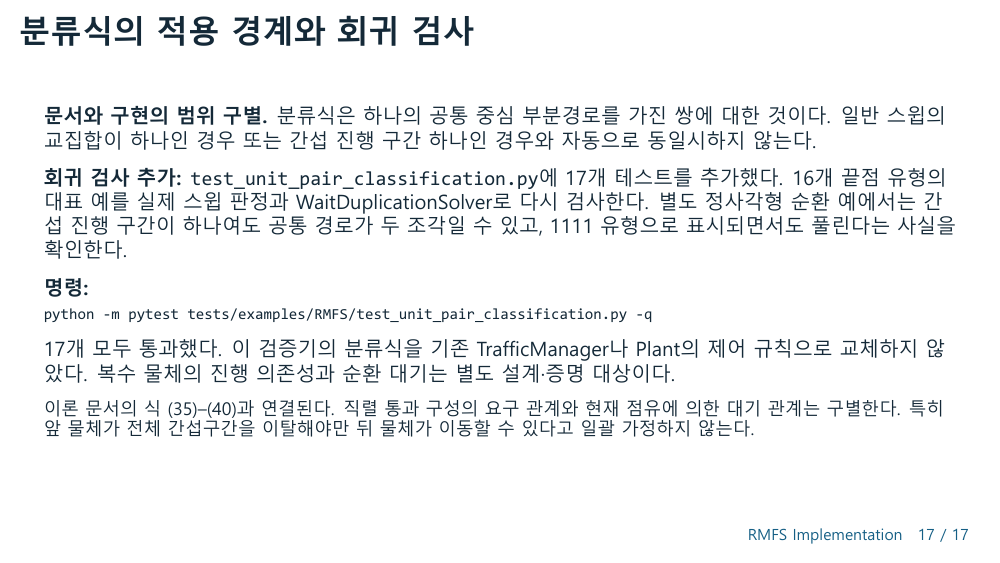 분류식의 적용 경계와 회귀 검사
문서와 구현의 범위 구별. 분류식은 하나의 공통 중심 부분경로를 가진 쌍에 대한 것이다. 일반 스윕의
교집합이 하나인 경우 또는 간섭 진행 구간 하나인 경우와 자동으로 동일시하지 않는다.
회귀 검사 추가: test_unit_pair_classification.py에 17개 테스트를 추가했다. 16개 끝점 유형의
대표 예를 실제 스윕 판정과 WaitDuplicationSolver로 다시 검사한다. 별도 정사각형 순환 예에서는 간
섭 진행 구간이 하나여도 공통 경로가 두 조각일 수 있고, 1111 유형으로 표시되면서도 풀린다는 사실을
확인한다.
명령:
python -m pytest tests/examples/RMFS/test_unit_pair_classification.py -q
17개 모두 통과했다. 이 검증기의 분류식을 기존 TrafficManager나 Plant의 제어 규칙으로 교체하지 않
았다. 복수 물체의 진행 의존성과 순환 대기는 별도 설계·증명 대상이다.
이론 문서의 식 (35)–(40)과 연결된다. 직렬 통과 구성의 요구 관계와 현재 점유에 의한 대기 관계는 구별한다. 특히
앞 물체가 전체 간섭구간을 이탈해야만 뒤 물체가 이동할 수 있다고 일괄 가정하지 않는다.
RMFS Implementation 17 / 17